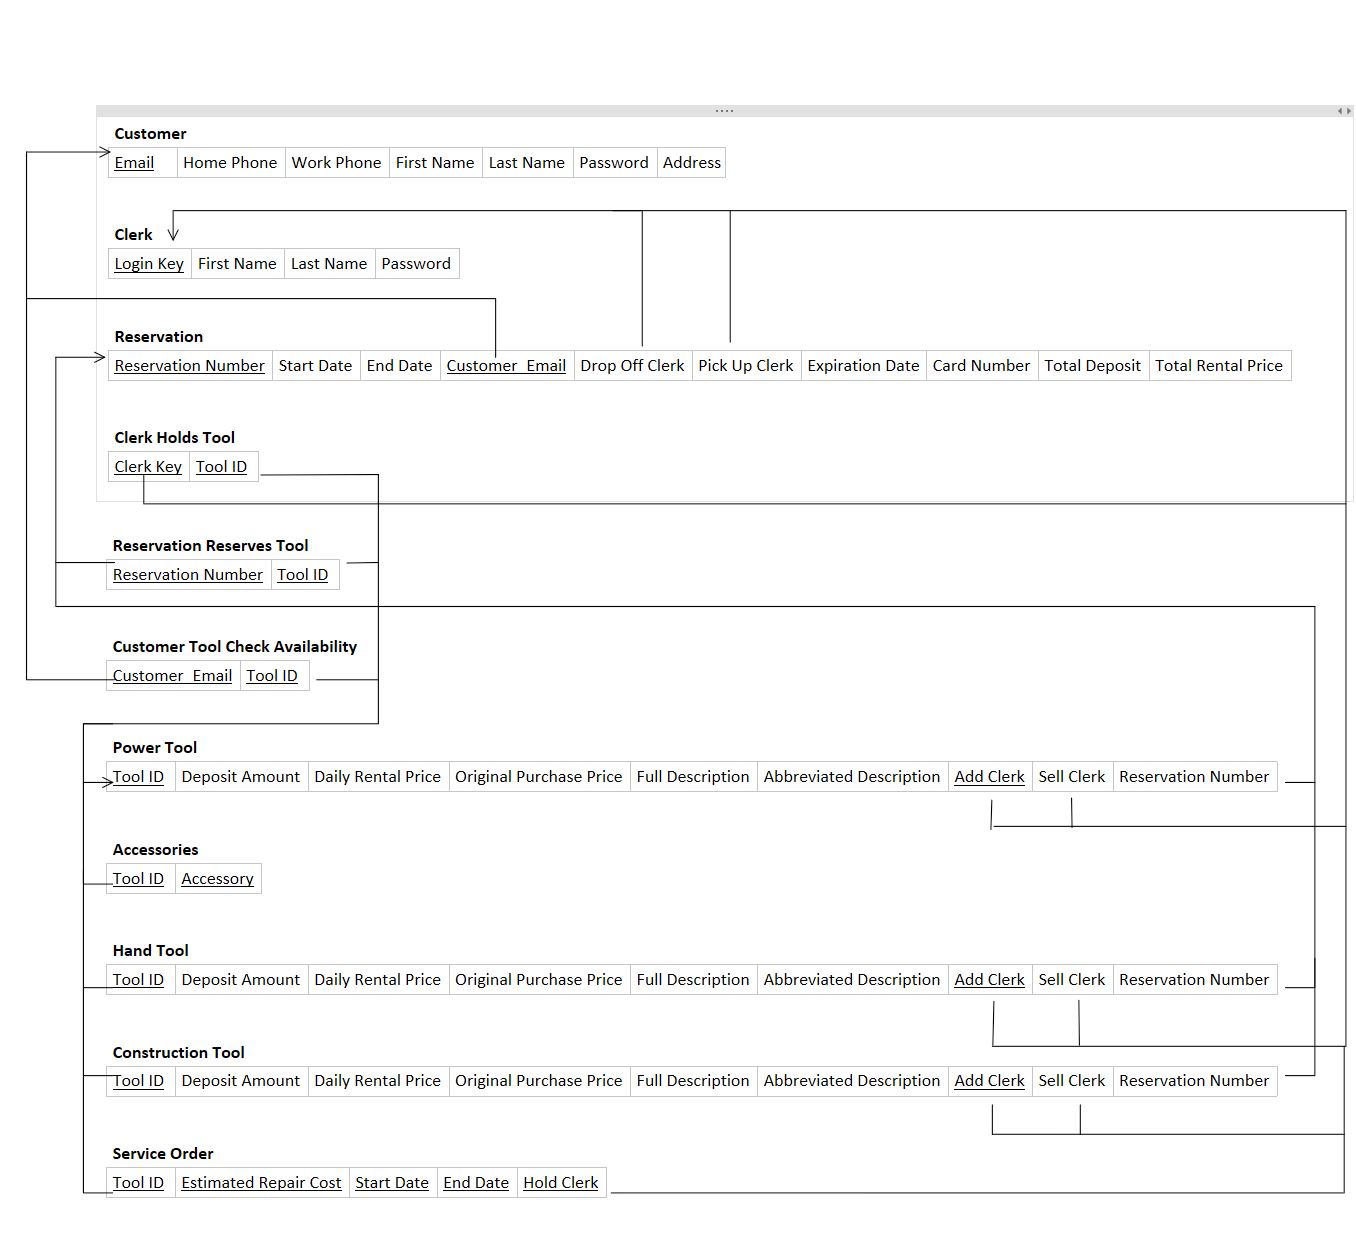 Customer
Email Home Phone Work Phone First Name Last Name Password Address
Clerk
Login Key First Name Last Name Password
Reservation
Reservation Number Start Date End Date Customer_Email Drop Off Clerk Pick Up Clerk Expiration Date Card Number Total Deposit Total Rental Price
Clerk Holds Tool
Clerk Key Tool ID
Reservation Reserves Tool
Reservation Number Tool ID
Customer Tool Check Availability
Customer_Email Tool ID
Power Tool
Tool ID Deposit Amount Daily Rental Price Original Purchase Price Full Description Abbreviated Description Add Clerk Sell Clerk Reservation Number
Accessories
Tool ID Accessory
Hand Tool
Tool ID Deposit Amount Daily Rental Price Original Purchase Price Full Description Abbreviated Description Add Clerk Sell Clerk Reservation Number
Construction Tool
Tool ID Deposit Amount Daily Rental Price Original Purchase Price Full Description Abbreviated Description Add Clerk Sell Clerk Reservation Number
Service Order
Tool ID Estimated Repair Cost Start Date End Date Hold Clerk